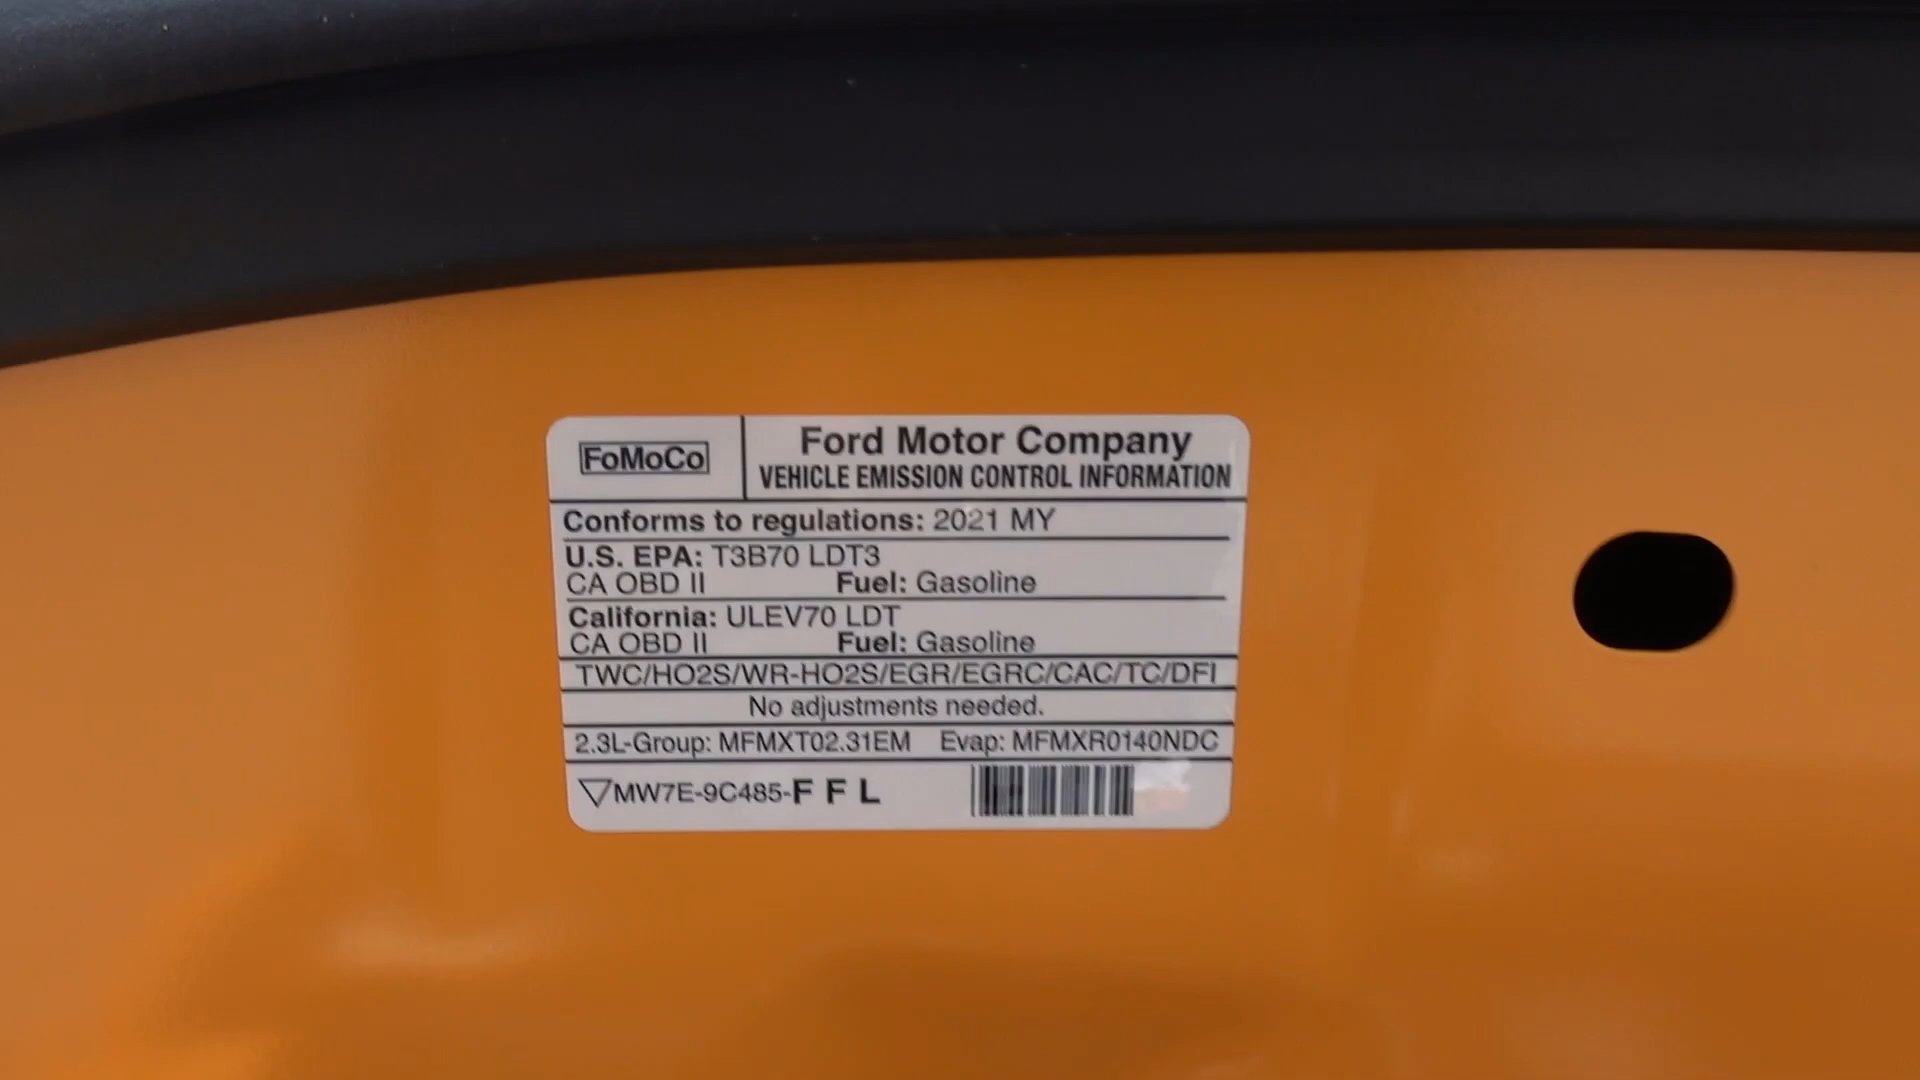 FoMoCo
Ford Motor Company
VEHICLE EMISSION CONTROL INFORMATION
Conforms to regulations: 2021 MY
U.S. EPA: T3B70 LDT3
CA OBD II Fuel: Gasoline
California: ULEV70 LDT
CA OBD II Fuel: Gasoline
TWC/HO2S/WR-HO2S/EGR/EGRC/CAC/TC/DFI
No adjustments needed.
2.3L-Group: MFMXT02.31EM Evap: MFMXR0140NDC
MW7E-9C485-F F L